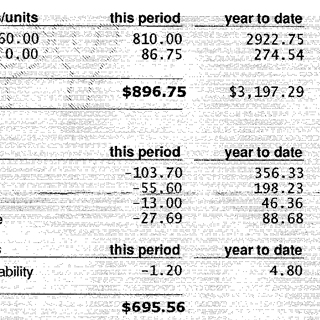 s/units this period year to date
60.00 810.00 2922.75
0.00 86.75 274.54
$896.75 $3,197.29
this period year to date
-103.70 356.33
-55.60 198.23
-13.00 46.36
e -27.69 88.68
s this period year to date
ability -1.20 4.80
$695.56